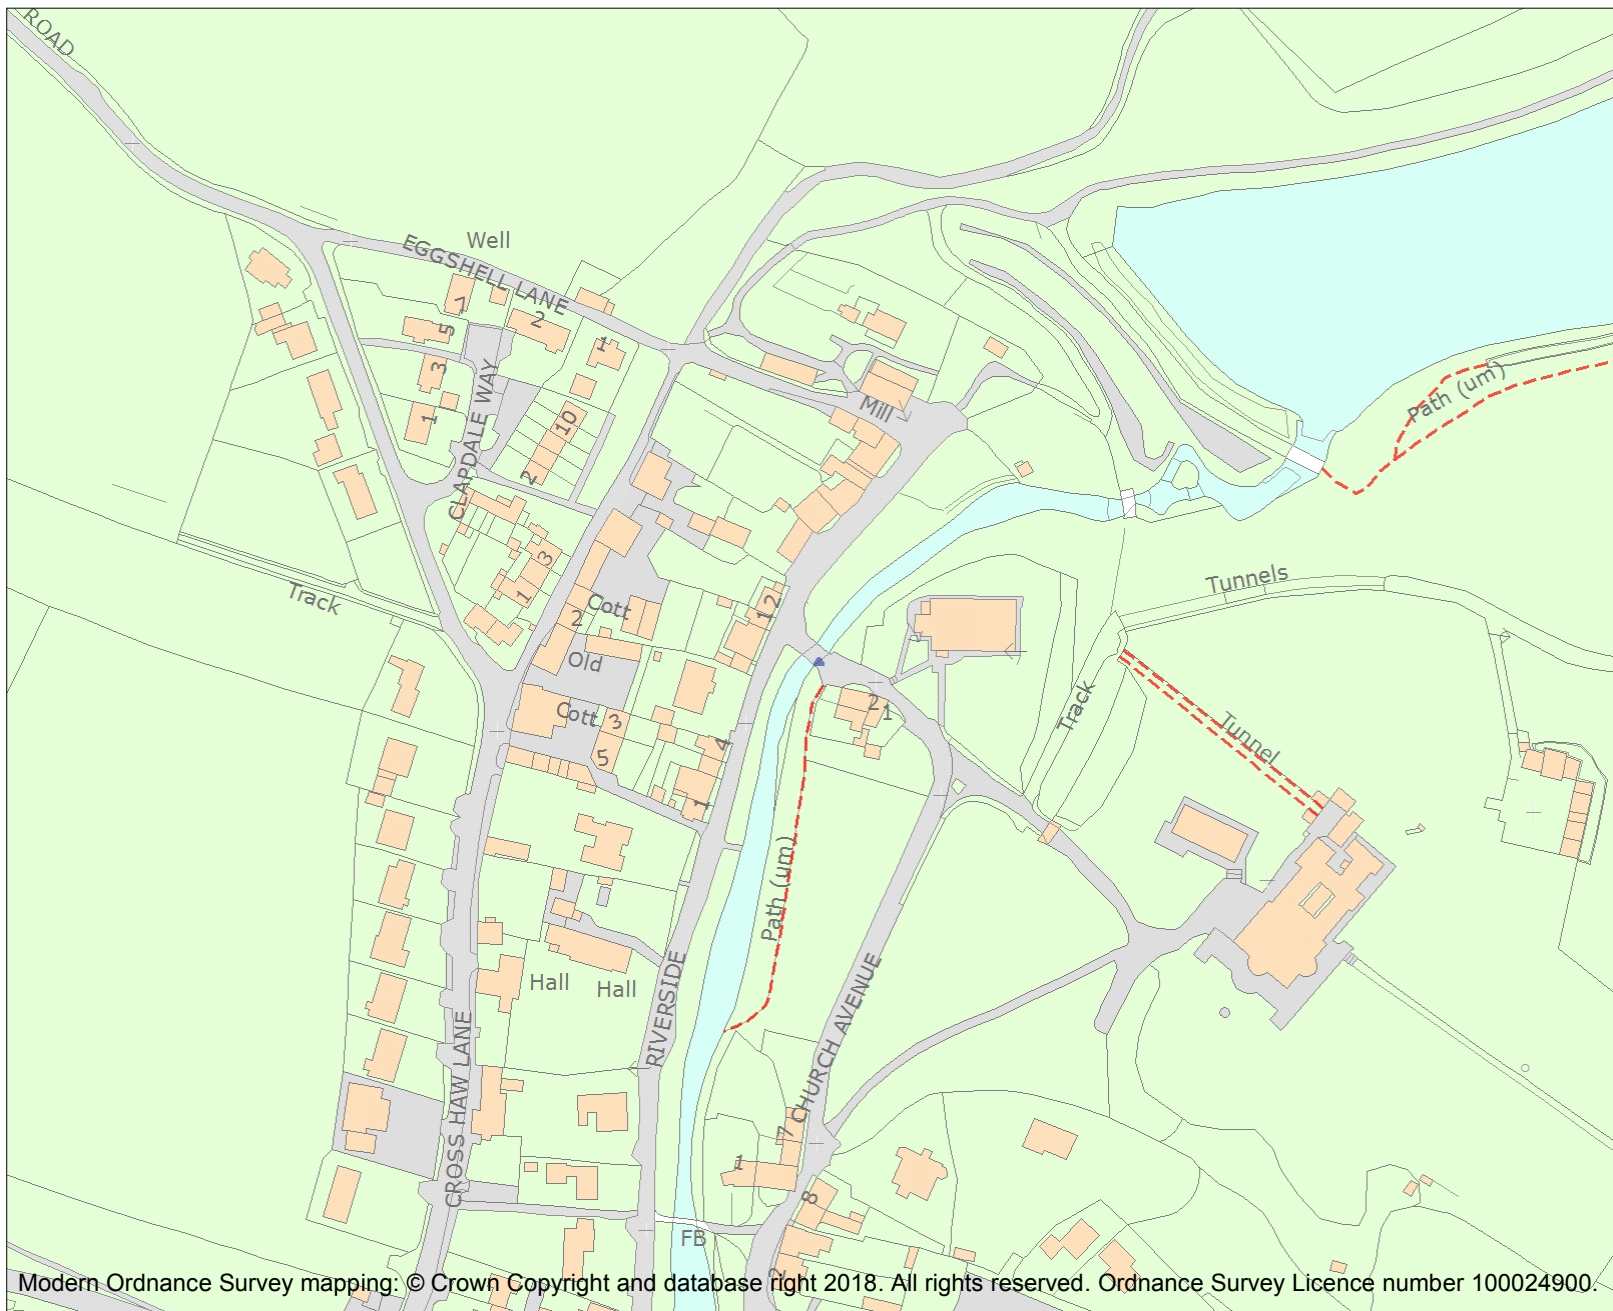 ROAD
Well
EGGSHELL LANE
7
2
5
1
3
CLAPDALE WAY
1
10
2
Mill
Path (um)
3
1
Track
Cott
2
1 2
Tunnels
Old
Cott
3
5
4
1
2
1
Track
Tunnel
Path (um)
Hall
Hall
RIVERSIDE
CHURCH AVENUE
CROSS HAW LANE
7
1
8
FB
2
Modern Ordnance Survey mapping: © Crown Copyright and database right 2018. All rights reserved. Ordnance Survey Licence number 100024900.